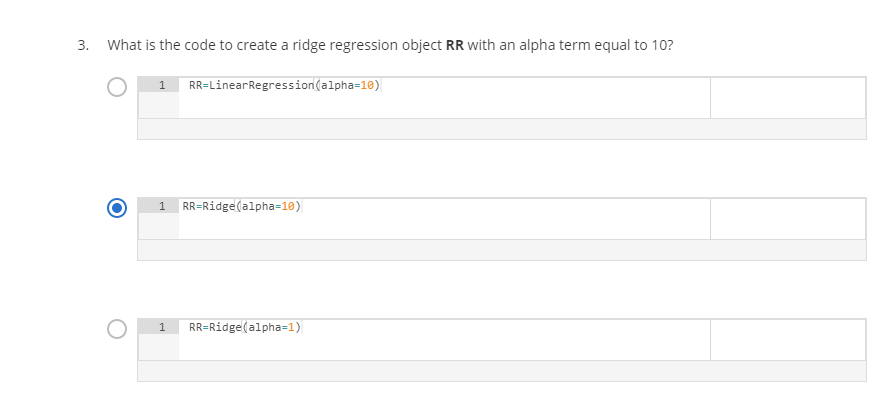 3. What is the code to create a ridge regression object RR with an alpha term equal to 10?
1 RR=LinearRegression(alpha=10)
1 RR=Ridge(alpha=10)
1 RR=Ridge(alpha=1)